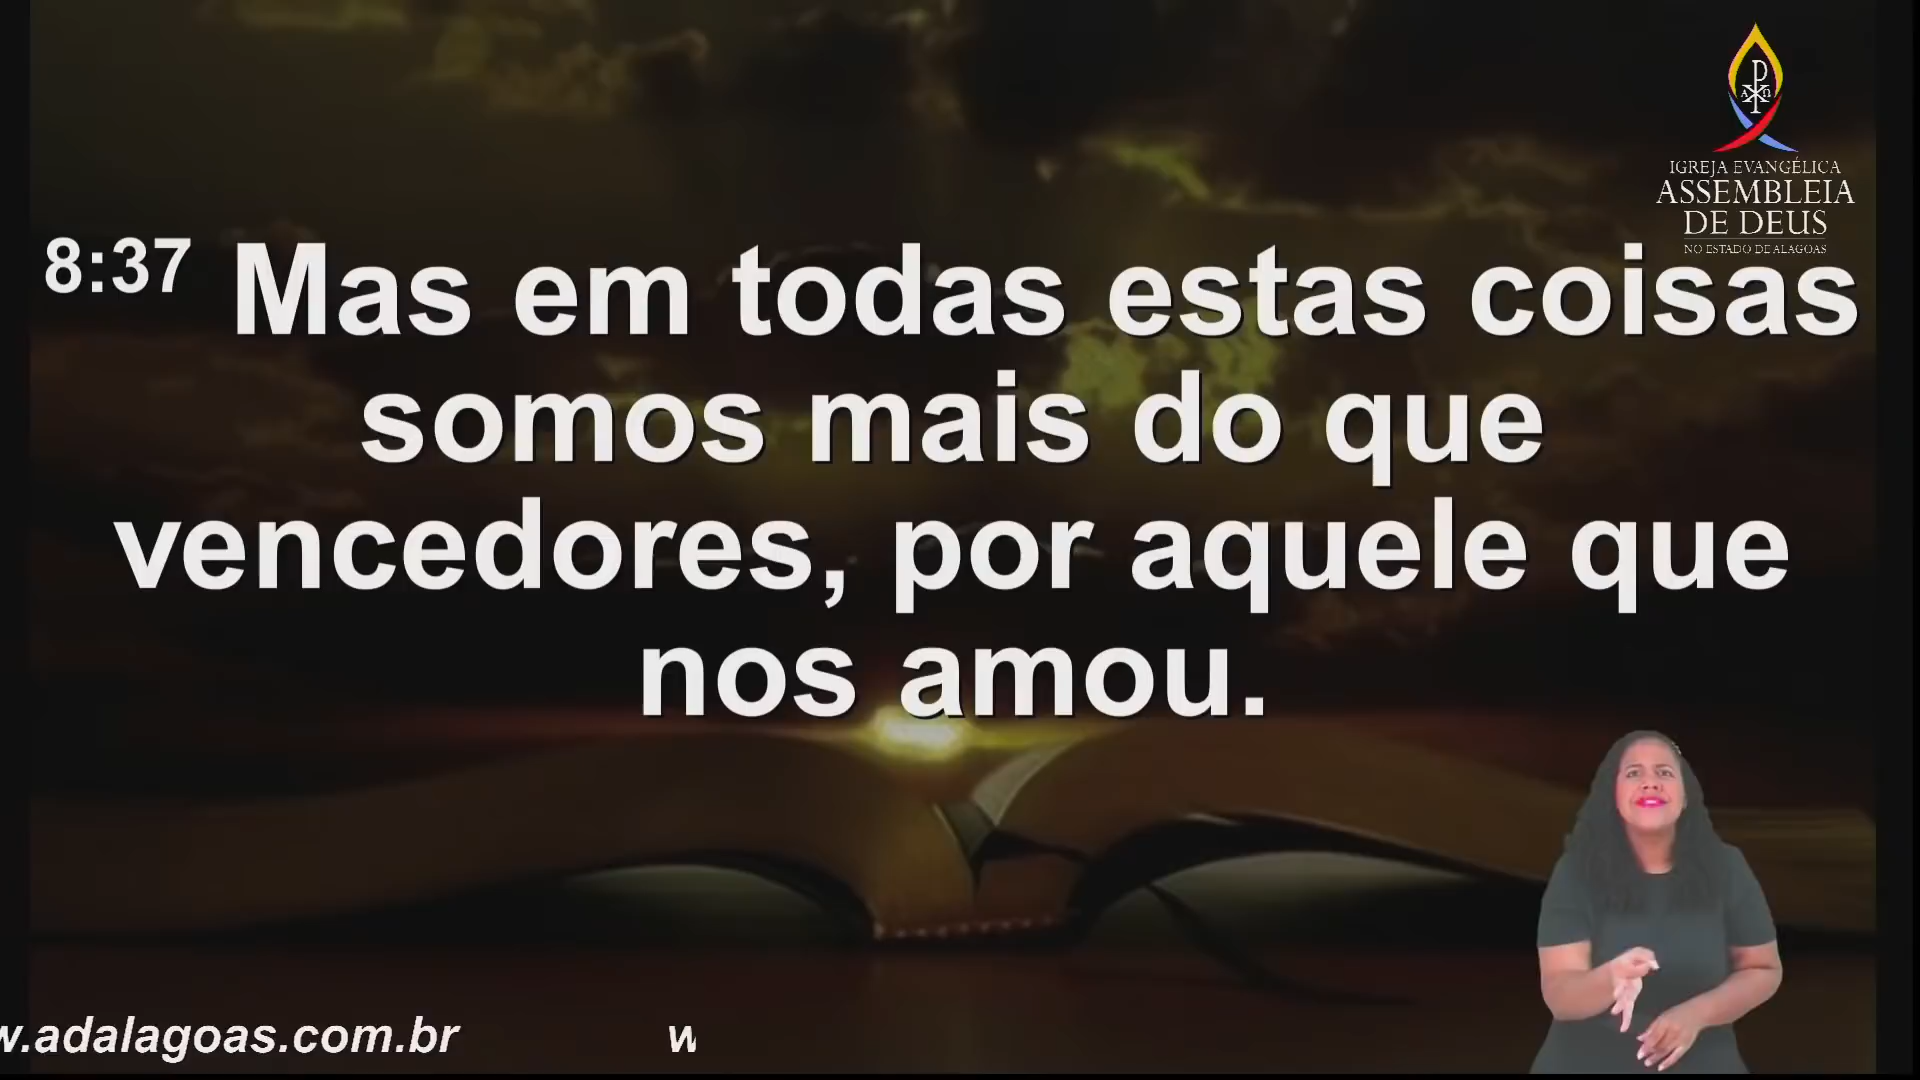 IGREJA EVANGÉLICA
ASSEMBLEIA
DE DEUS
NO ESTADO DE ALAGOAS
8:37 Mas em todas estas coisas
somos mais do que
vencedores, por aquele que
nos amou.
w.adalagoas.com.br w